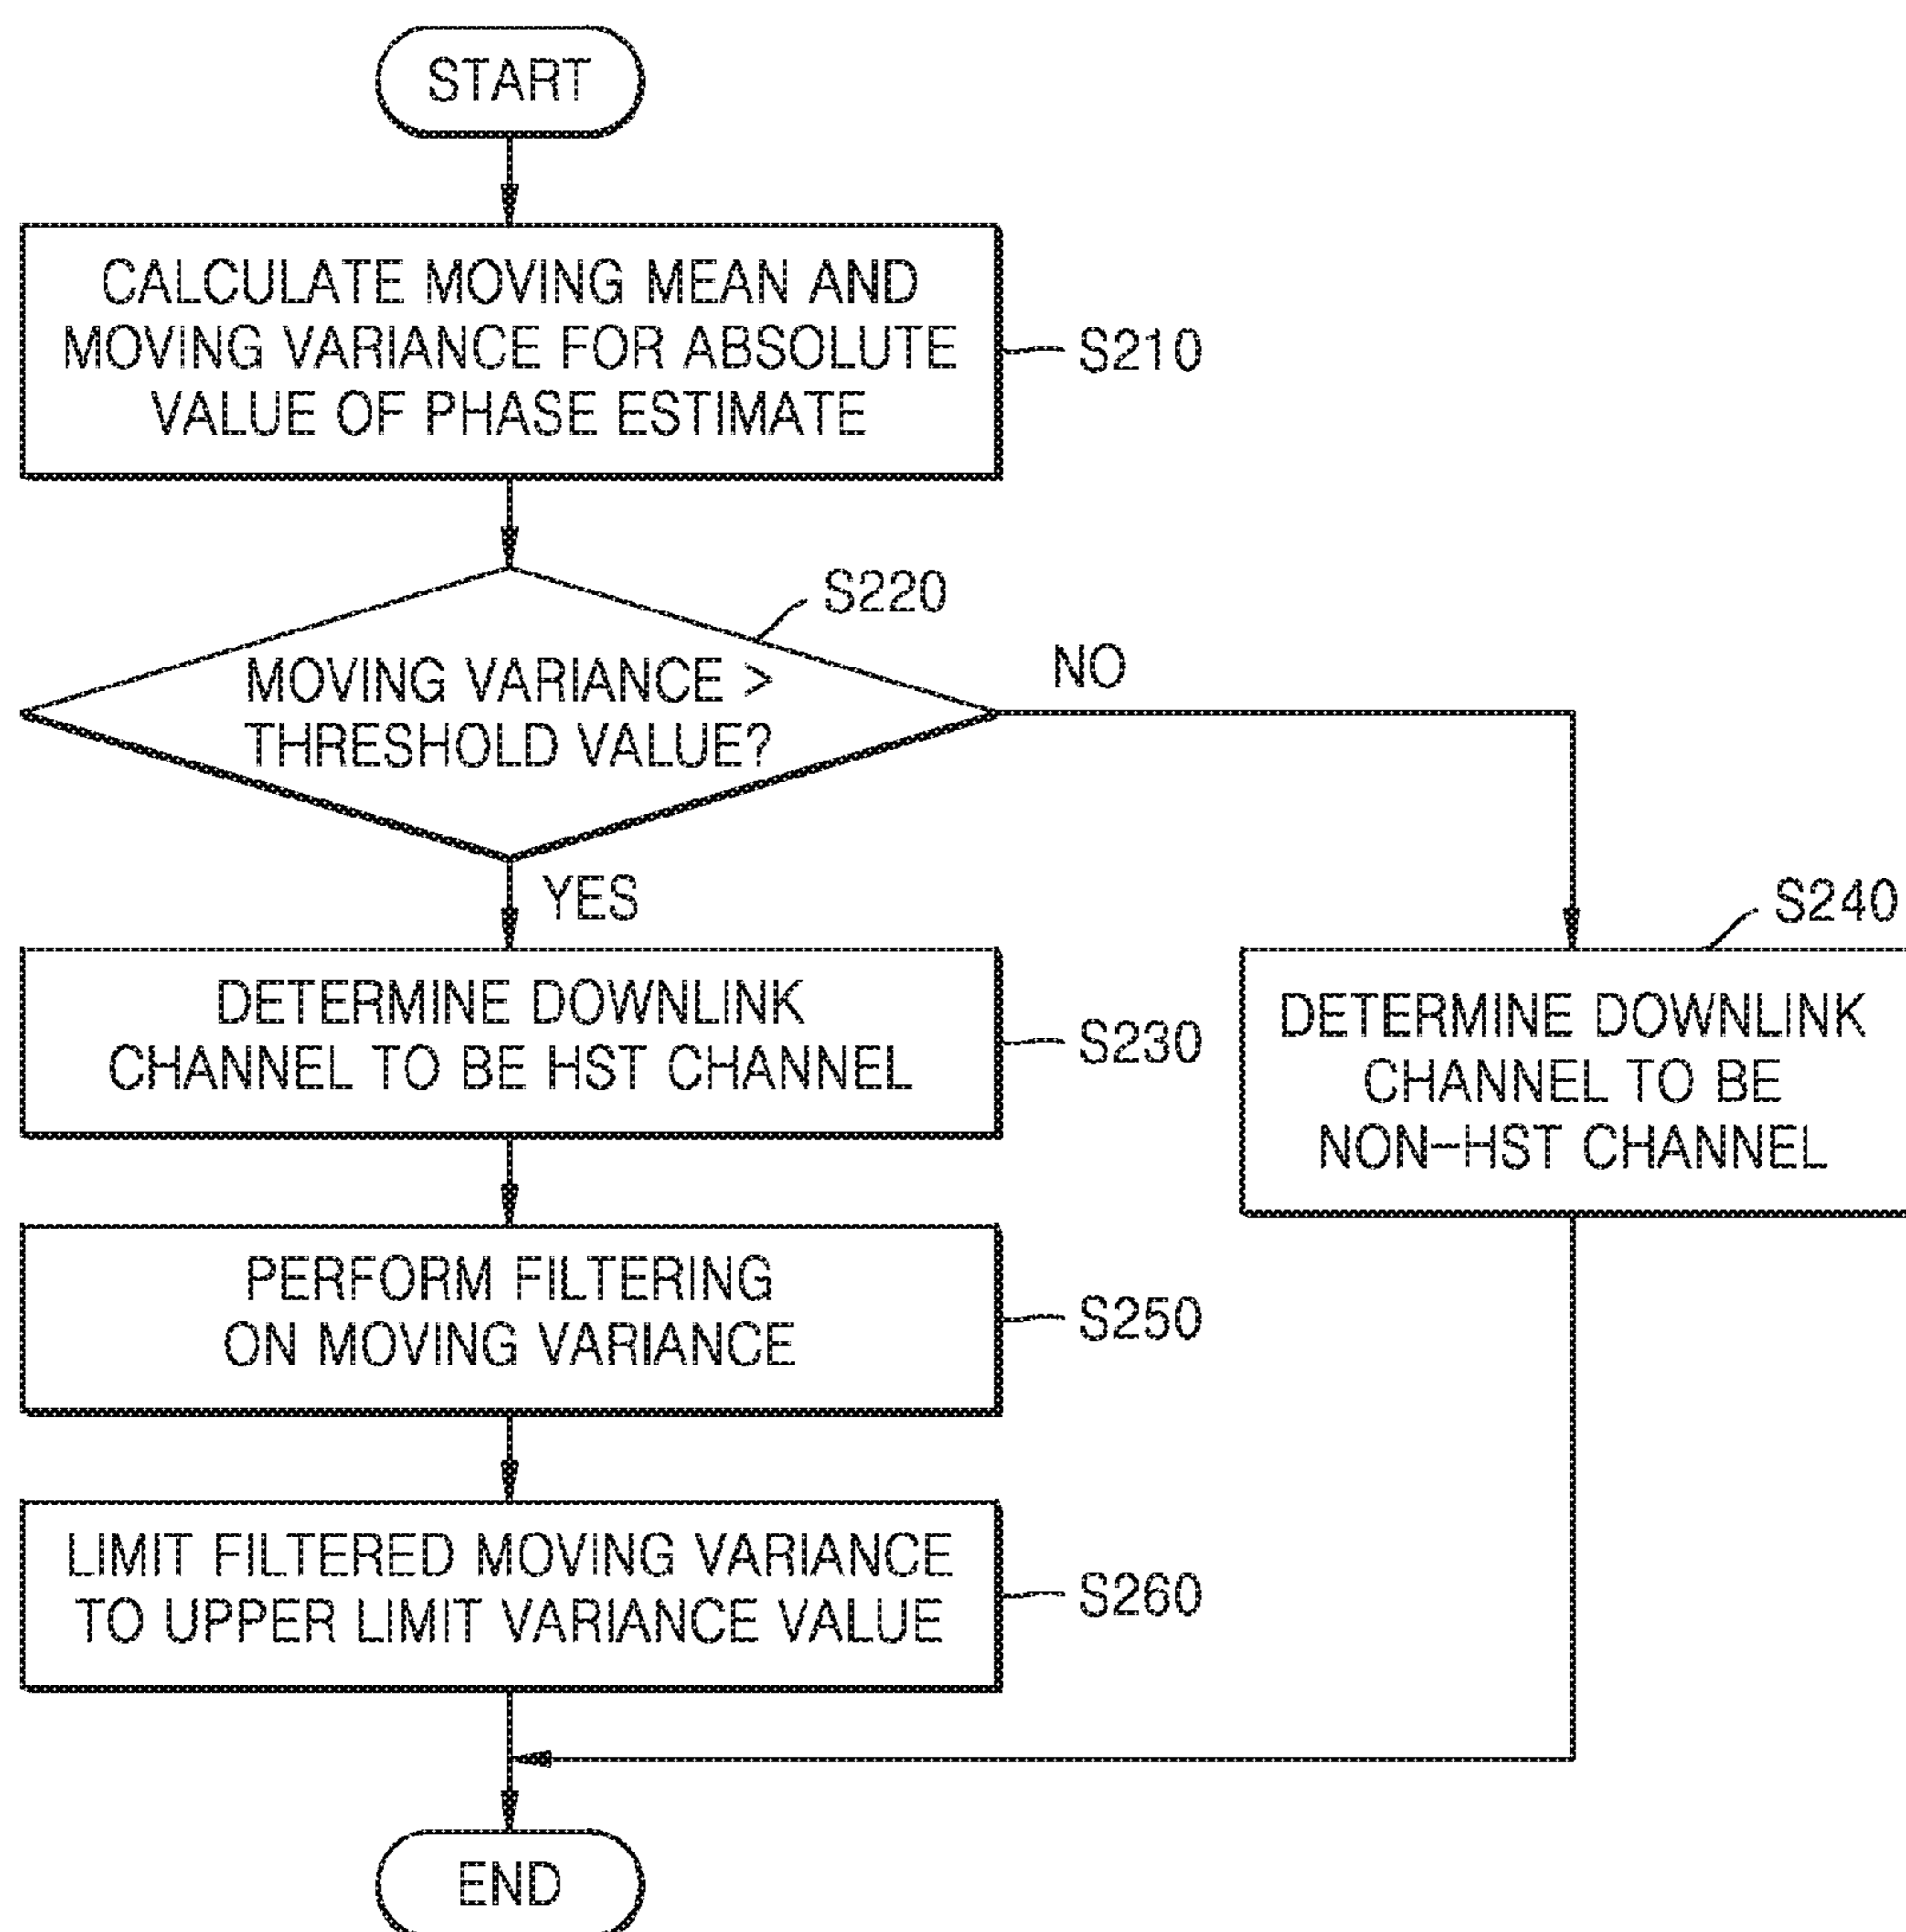 START
CALCULATE MOVING MEAN AND
MOVING VARIANCE FOR ABSOLUTE
VALUE OF PHASE ESTIMATE
S210
S220
MOVING VARIANCE >
THRESHOLD VALUE?
NO
YES
DETERMINE DOWNLINK
CHANNEL TO BE HST CHANNEL
S230
S240
DETERMINE DOWNLINK
CHANNEL TO BE
NON-HST CHANNEL
PERFORM FILTERING
ON MOVING VARIANCE
S250
LIMIT FILTERED MOVING VARIANCE
TO UPPER LIMIT VARIANCE VALUE
S260
END